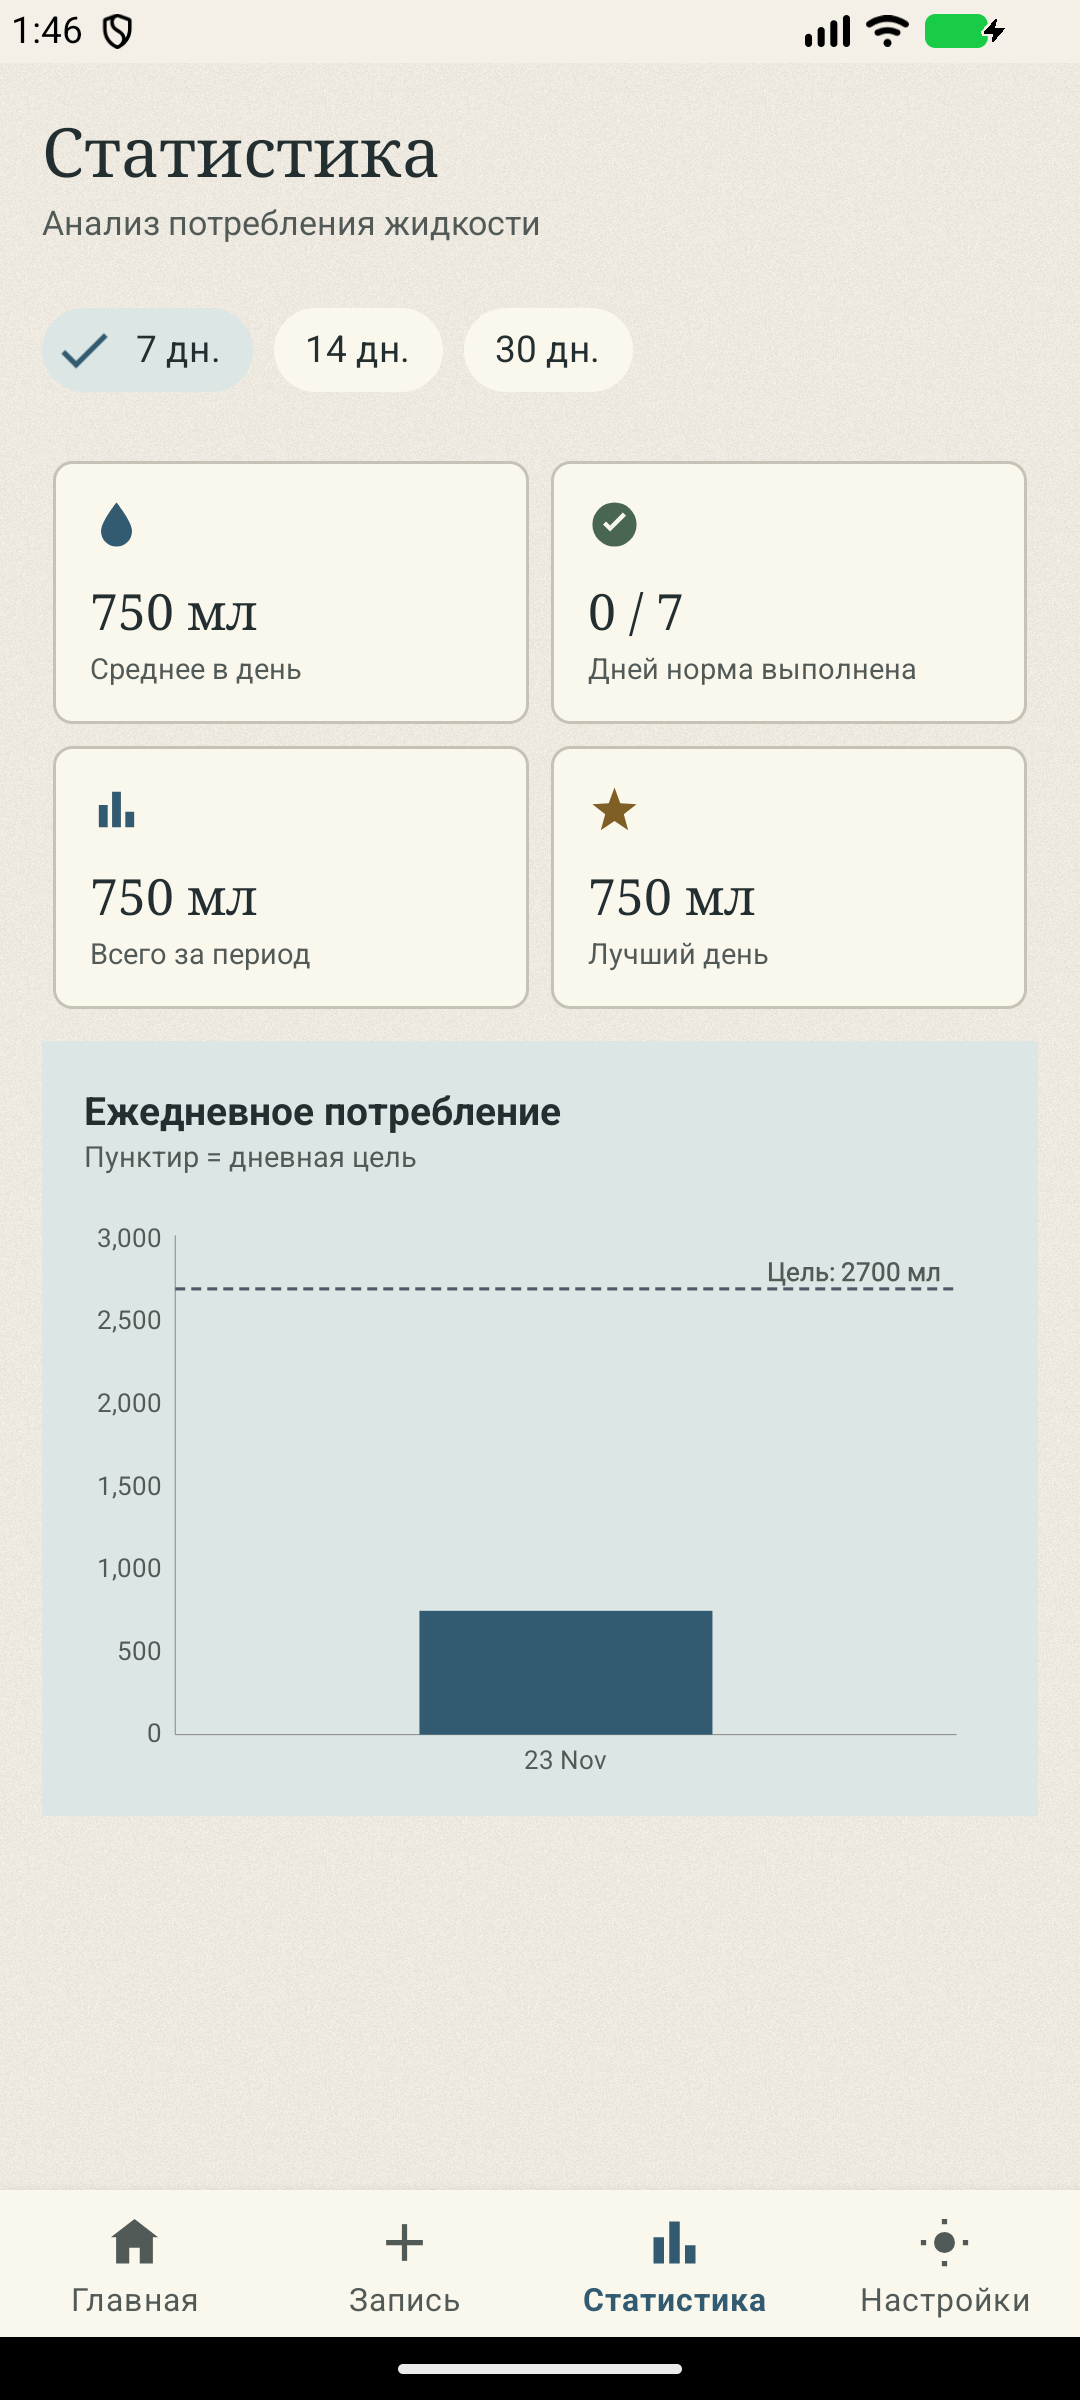 1:46
Статистика
Анализ потребления жидкости
7 дн.
14 дн.
30 дн.
750 мл
Среднее в день
0 / 7
Дней норма выполнена
750 мл
Всего за период
750 мл
Лучший день
Ежедневное потребление
Пунктир = дневная цель
3,000
Цель: 2700 мл
2,500
2,000
1,500
1,000
500
0
23 Nov
Главная
Запись
Статистика
Настройки